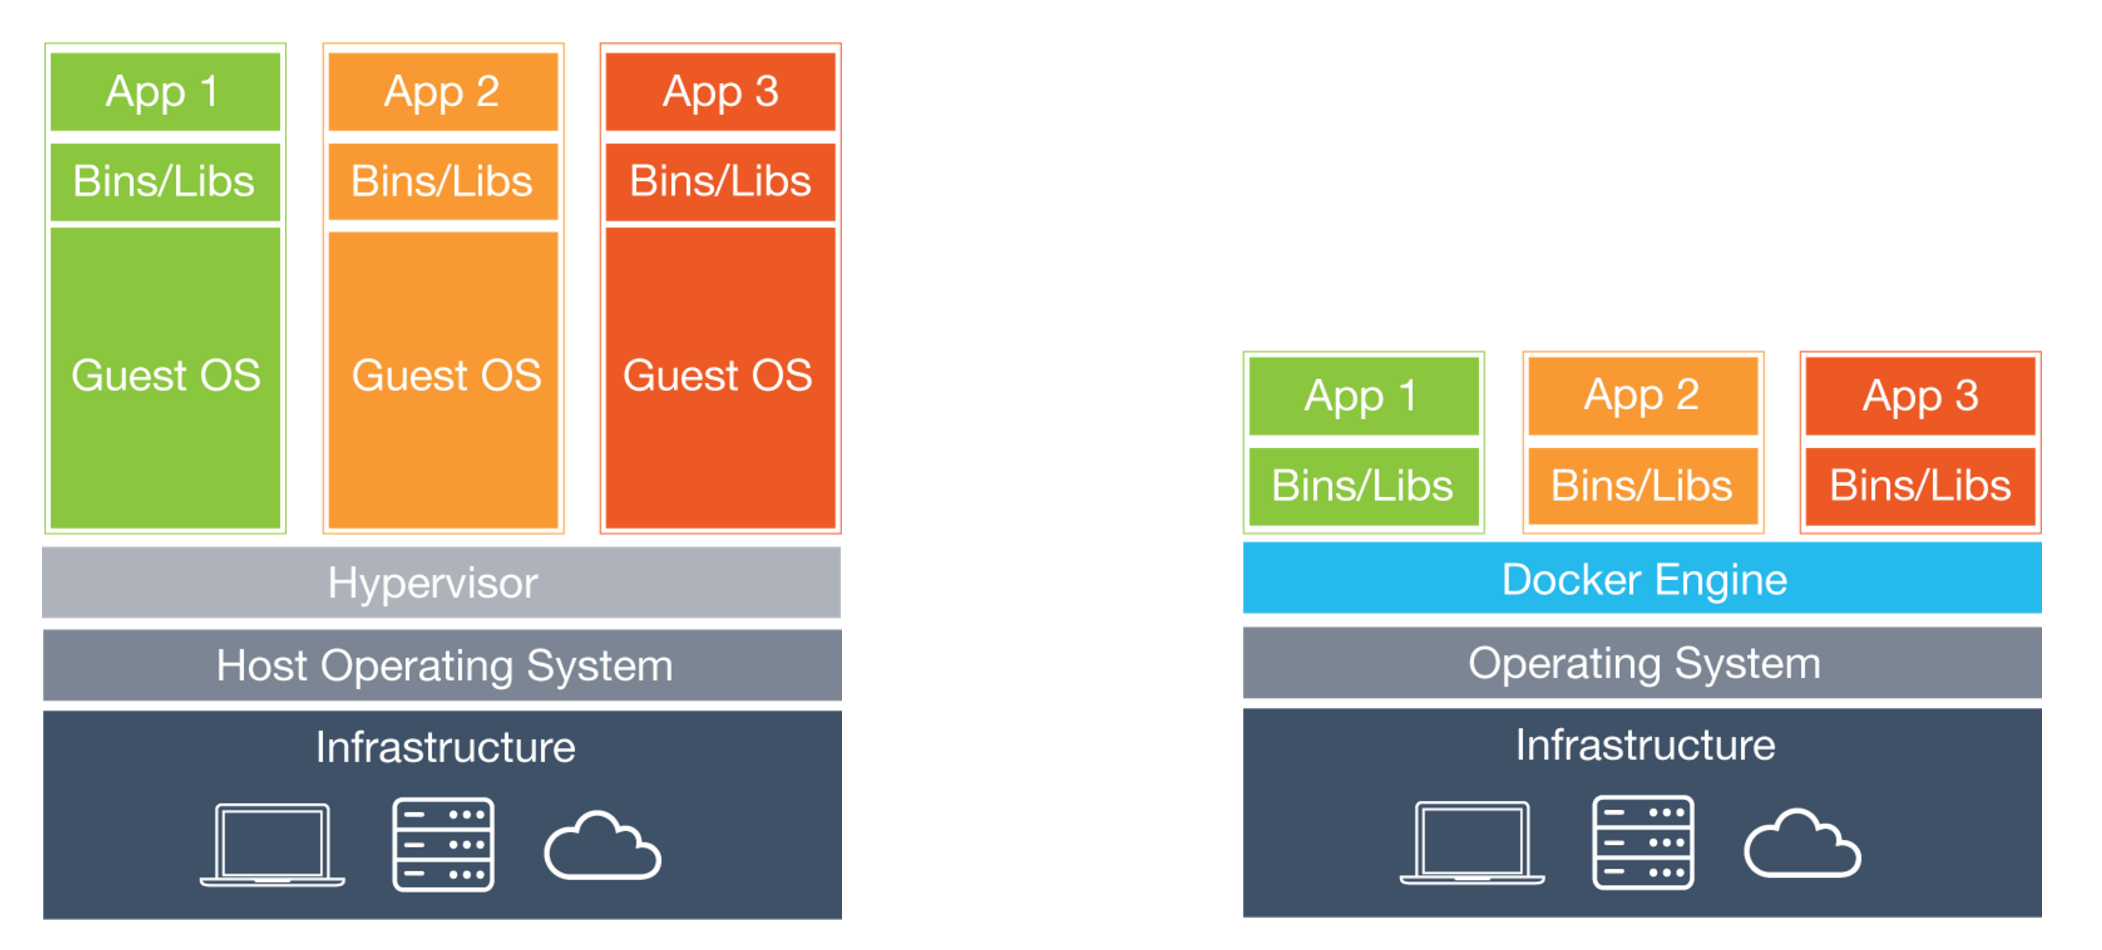 App 1
App 2
App 3
Bins/Libs
Bins/Libs
Bins/Libs
Guest OS
Guest OS
Guest OS
Hypervisor
Host Operating System
Infrastructure
App 1
App 2
App 3
Bins/Libs
Bins/Libs
Bins/Libs
Docker Engine
Operating System
Infrastructure